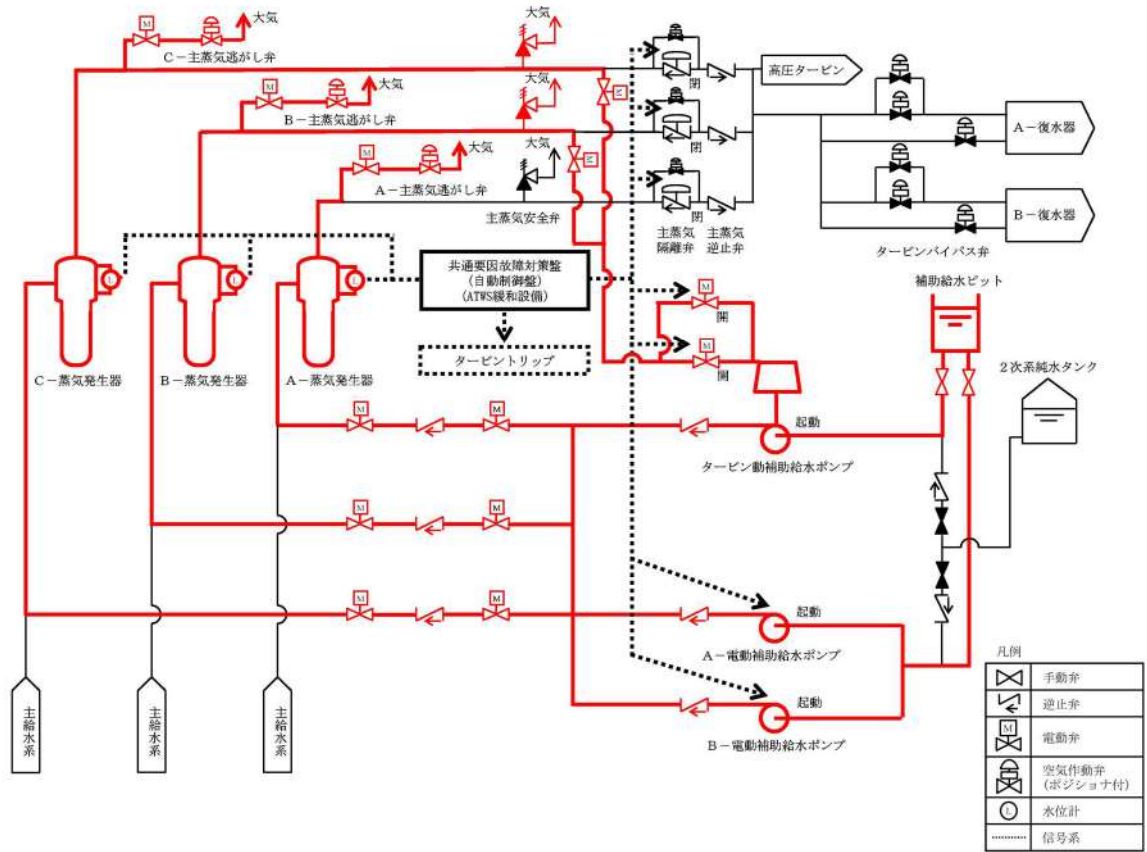 大気
C－主蒸気逃がし弁
大気
M
大気
B－主蒸気逃がし弁
大気
M
大気
A－主蒸気逃がし弁
大気
M
主蒸気安全弁
M
M
閉
閉
閉
主蒸気
隔離弁
主蒸気
逆止弁
高圧タービン
A－復水器
B－復水器
タービンバイパス弁
L
L
L
C－蒸気発生器
B－蒸気発生器
A－蒸気発生器
共通要因故障対策盤
(自動制御盤)
(ATWS緩和設備)
タービントリップ
M
開
M
開
補助給水ピット
2次系純水タンク
M
M
起動
タービン動補助給水ポンプ
M
M
M
M
起動
A－電動補助給水ポンプ
起動
B－電動補助給水ポンプ
主給水系
主給水系
主給水系
凡例
手動弁
逆止弁
M
電動弁
空気作動弁
(ポジショナ付)
L
水位計
信号系